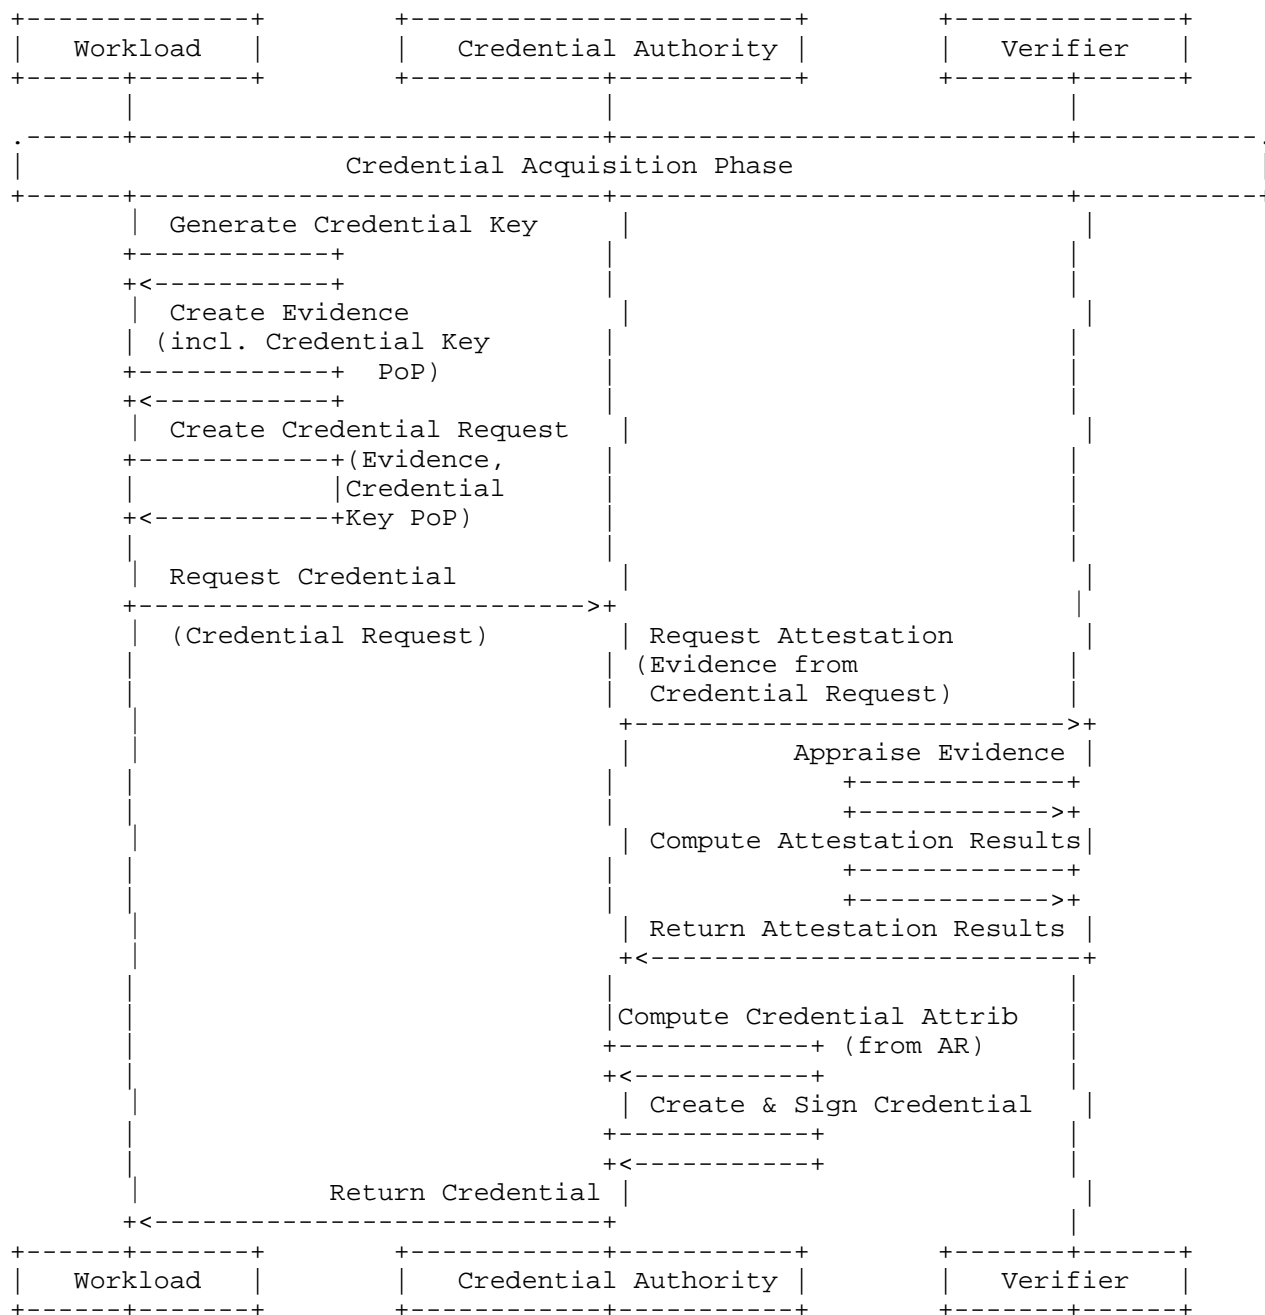 Workload Credential Authority Verifier
Credential Acquisition Phase
Generate Credential Key
Create Evidence
(incl. Credential Key
PoP)
Create Credential Request
(Evidence,
Credential
Key PoP)
Request Credential
(Credential Request) Request Attestation
(Evidence from
Credential Request)
Appraise Evidence
Compute Attestation Results
Return Attestation Results
Compute Credential Attrib
(from AR)
Create & Sign Credential
Return Credential
Workload Credential Authority Verifier